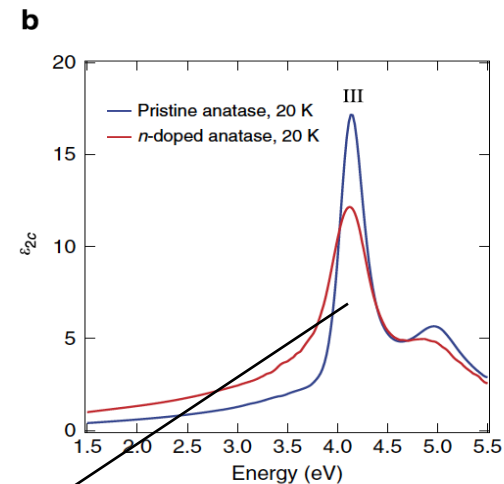 b
20
15
10
5
0
ε2c
III
Pristine anatase, 20 K
n-doped anatase, 20 K
1.5 2.0 2.5 3.0 3.5 4.0 4.5 5.0 5.5
Energy (eV)